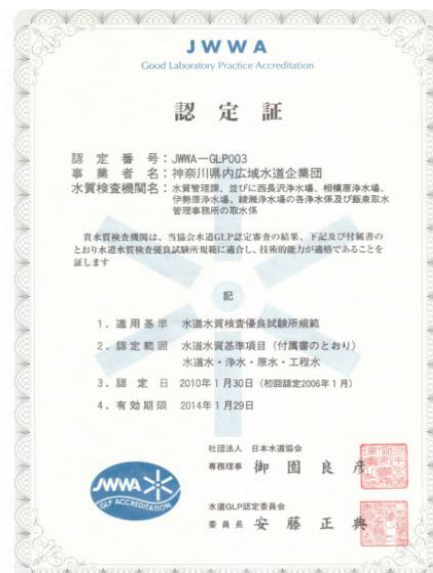 JWWA
Good Laboratory Practice Accreditation
認定証
認定番号：JWWA－GLP003
事業者名：神奈川県内広域水道企業団
水質検査機関名：水質管理課、並びに西長沢浄水場、相模原浄水場、
伊勢原浄水場、綾瀬浄水場の各浄水係及び飯泉取水
管理事務所の取水係
貴水質検査機関は、当協会水道GLP認定審査の結果、下記及び付属書の
とおり水道水質検査優良試験所規範に適合し、技術的能力が適格であることを
証します
記
1．適用基準　水道水質検査優良試験所規範
2．認定範囲　水道水質基準項目（付属書のとおり）
水道水・浄水・原水・工程水
3．認定日　2010年1月30日（初回認定2006年1月）
4．有効期限　2014年1月29日
社団法人　日本水道協会
専務理事　御園良彦
JWWA
GLP ACCREDITATION
水道GLP認定委員会
委員長　安藤正典